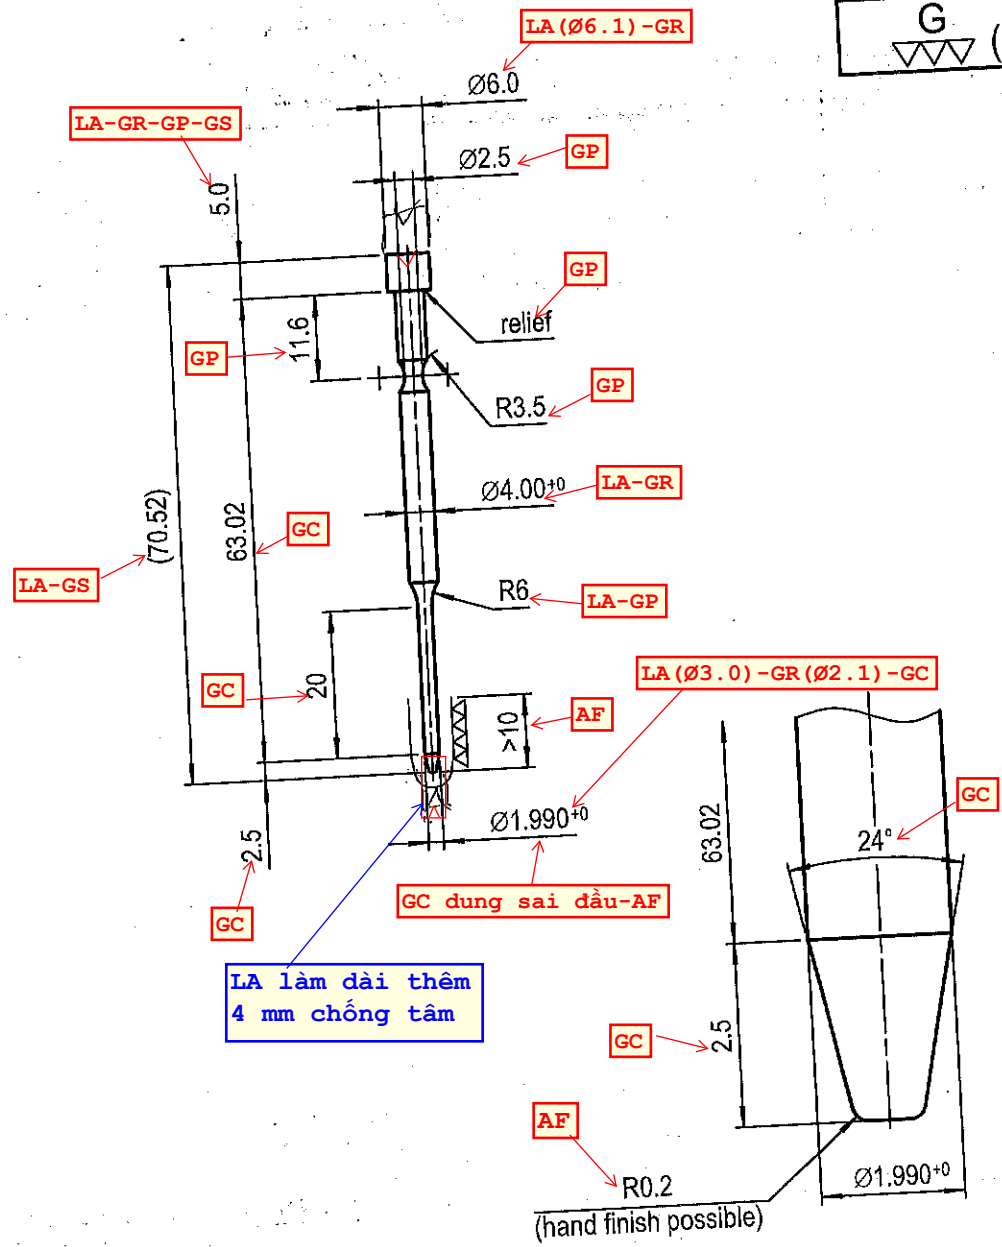 LA(Ø6.1)-GR
G
(
Ø6.0
LA-GR-GP-GS
Ø2.5
GP
5.0
GP
relief
11.6
GP
GP
R3.5
LA-GR
Ø4.00+0
(70.52)
63.02
GC
LA-GS
R6
LA-GP
20
GC
LA(Ø3.0)-GR(Ø2.1)-GC
>10
AF
GC
63.02
24°
Ø1.990+0
2.5
GC
GC dung sai đầu-AF
LA làm dài thêm
4 mm chống tâm
GC
2.5
AF
R0.2
(hand finish possible)
Ø1.990+0